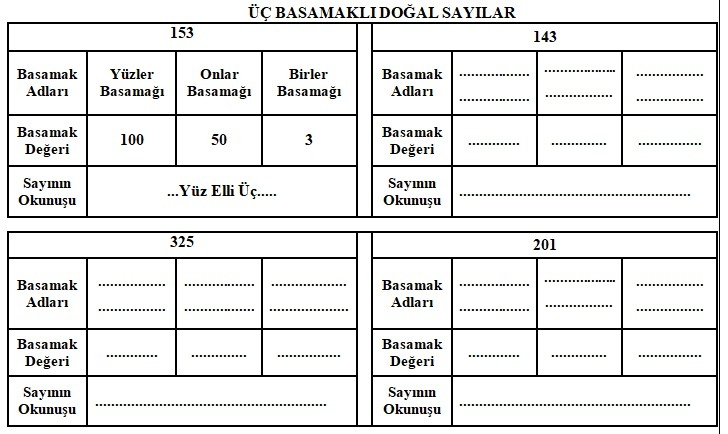 ÜÇ BASAMAKLI DOĞAL SAYILAR
153
Basamak Adları
Yüzler Basamağı
Onlar Basamağı
Birler Basamağı
Basamak Değeri
100
50
3
Sayının Okunuşu
...Yüz Elli Üç.....
143
Basamak Adları
Basamak Değeri
Sayının Okunuşu
325
Basamak Adları
Basamak Değeri
Sayının Okunuşu
201
Basamak Adları
Basamak Değeri
Sayının Okunuşu